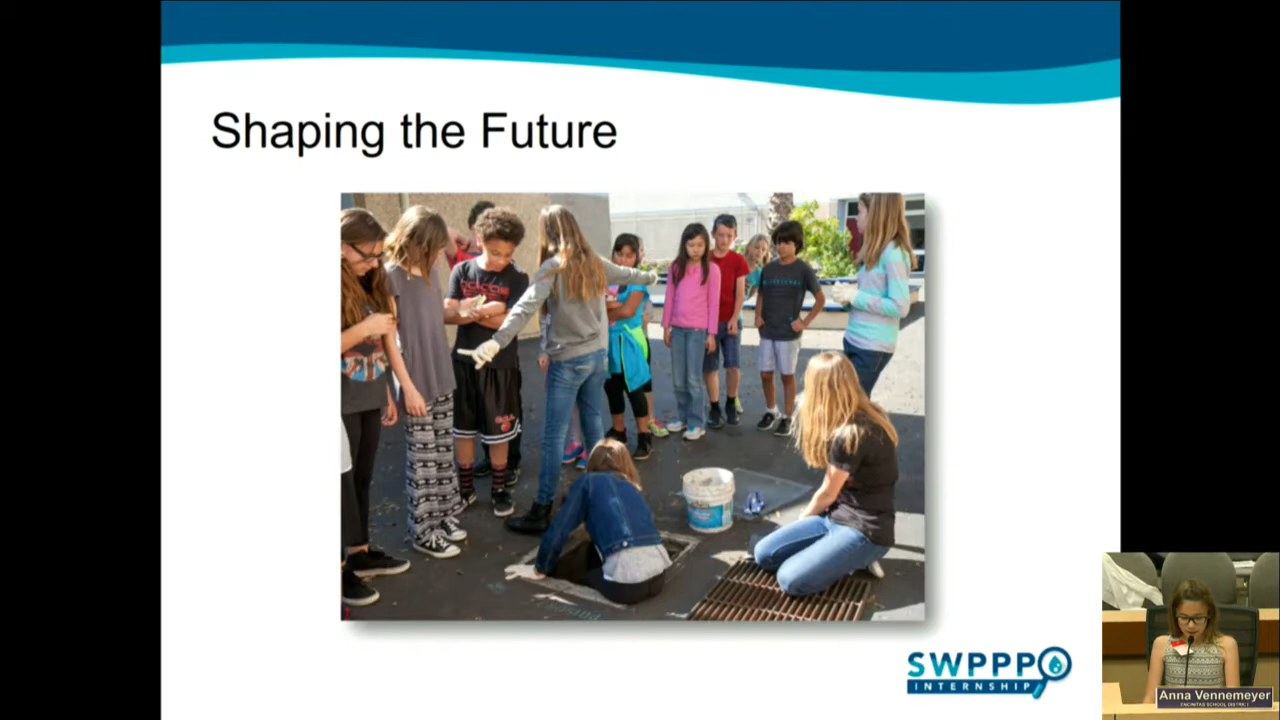 Shaping the Future
SWPPP
INTERNSHIP
Anna Vennemeyer
ENCINITAS SCHOOL DISTRICT